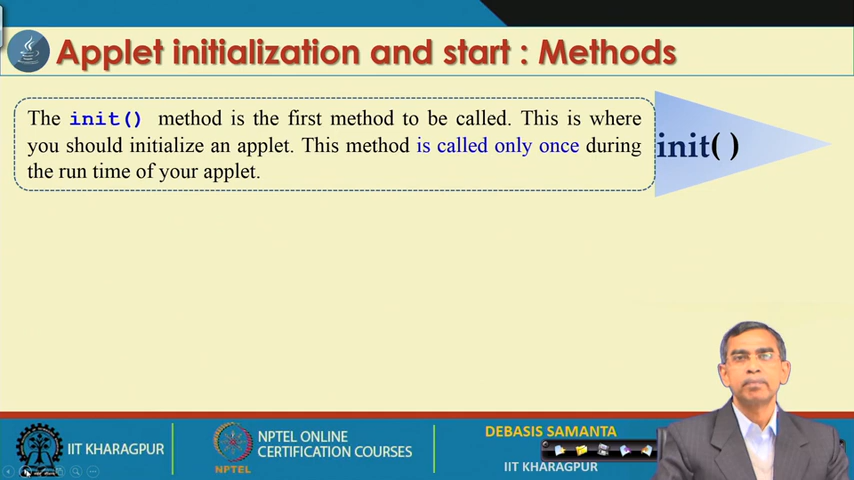 Applet initialization and start : Methods
The init() method is the first method to be called. This is where
you should initialize an applet. This method is called only once during
the run time of your applet.
init( )
IIT KHARAGPUR
NPTEL
NPTEL ONLINE
CERTIFICATION COURSES
DEBASIS SAMANTA
IIT KHARAGPUR